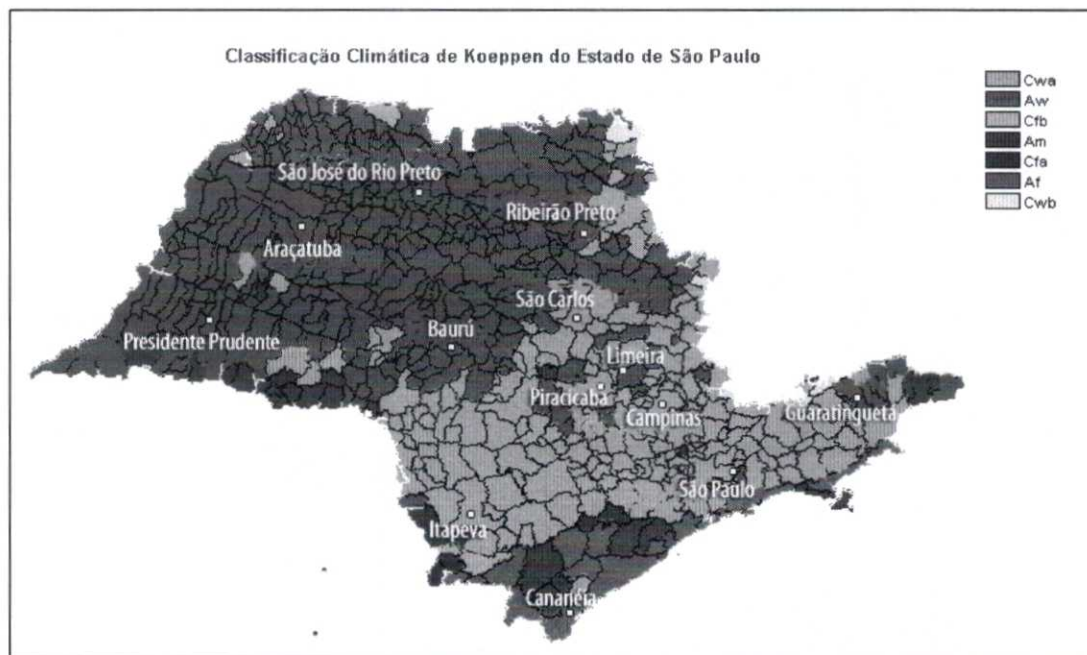 Classificação Climática de Koeppen do Estado de São Paulo
Cwa
Aw
Cfb
Am
Cfa
Af
Cwb
São José do Rio Preto
Ribeirão Preto
Araçatuba
São Carlos
Presidente Prudente
Baurú
Limeira
Piracicaba
Campinas
Guaratinguetá
São Paulo
Itapeva
Cananéia